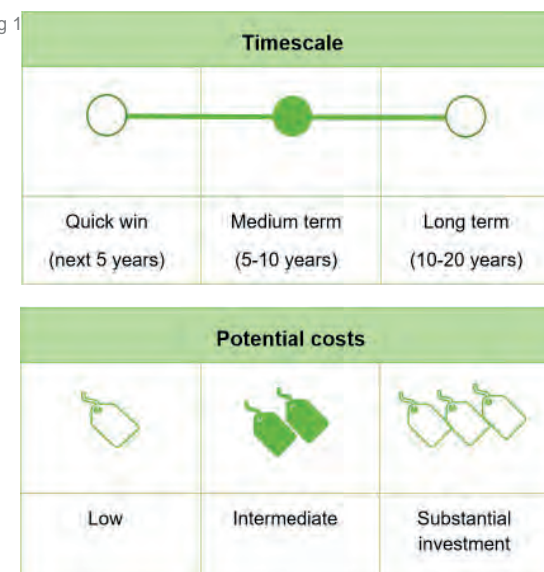 g 1
Timescale
Quick win
(next 5 years)
Medium term
(5-10 years)
Long term
(10-20 years)
Potential costs
Low
Intermediate
Substantial
investment